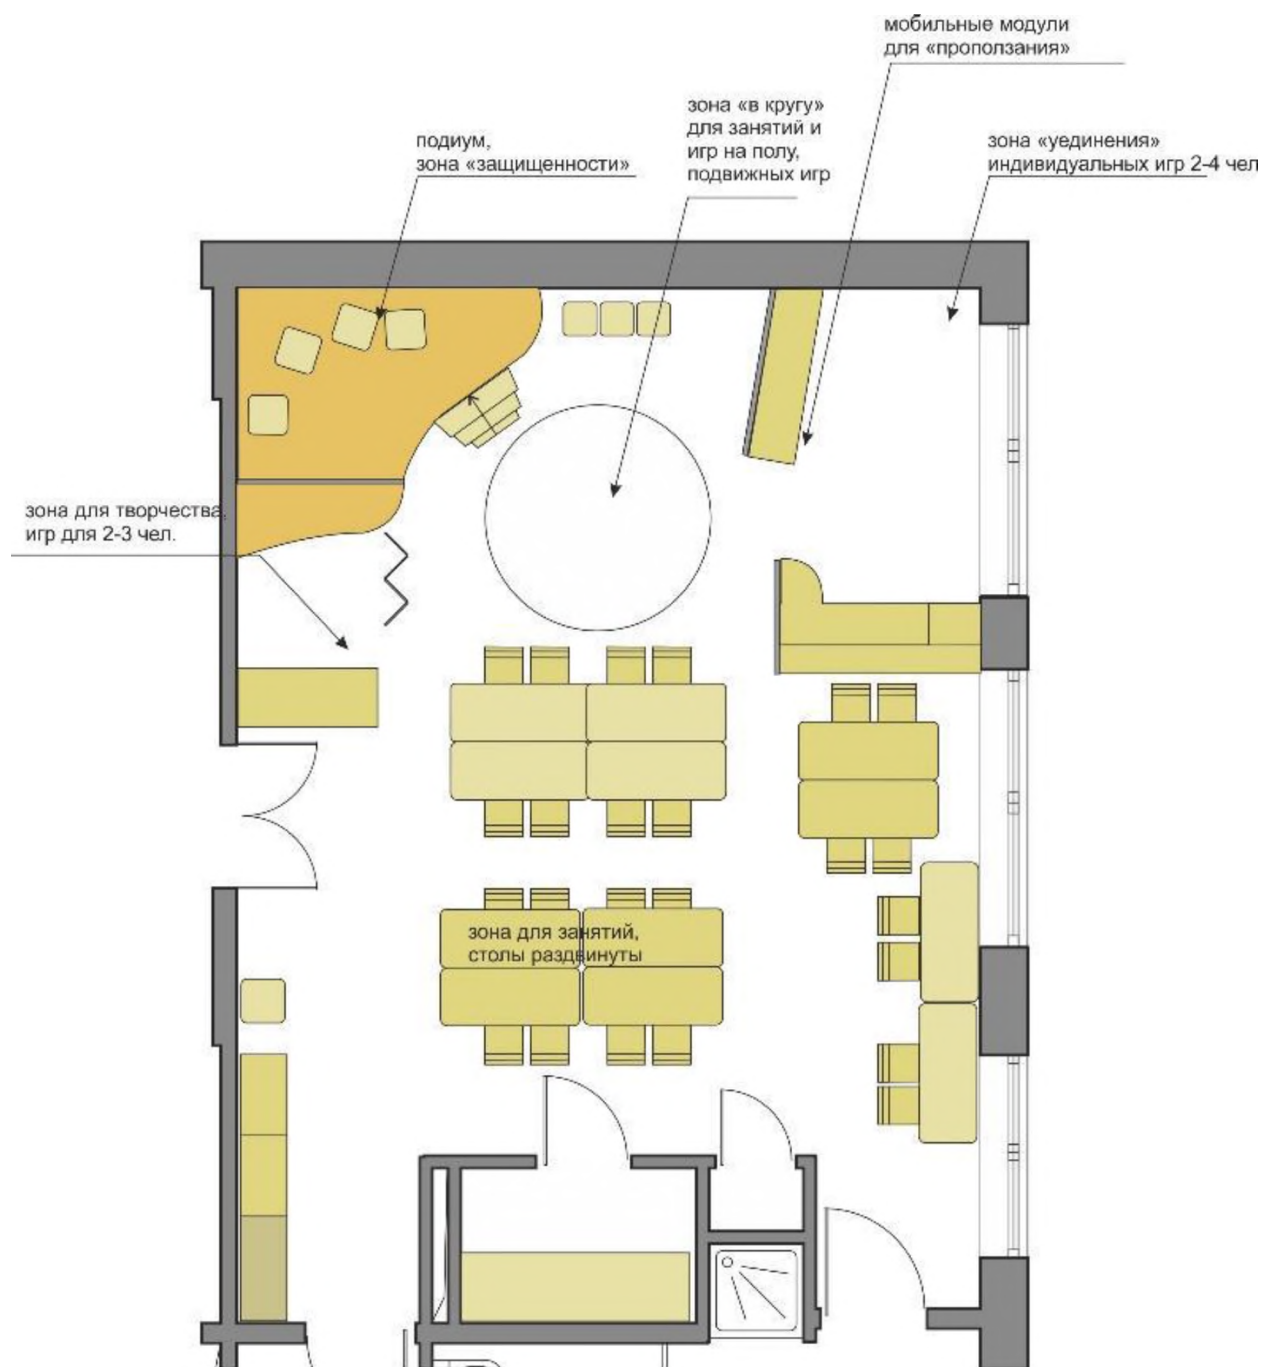 мобильные модули
для «проползания»
зона «в кругу»
для занятий и
игр на полу,
подвижных игр
подиум,
зона «защищенности»
зона «уединения»
индивидуальных игр 2-4 чел
зона для творчества,
игр для 2-3 чел.
зона для занятий,
столы раздвинуты